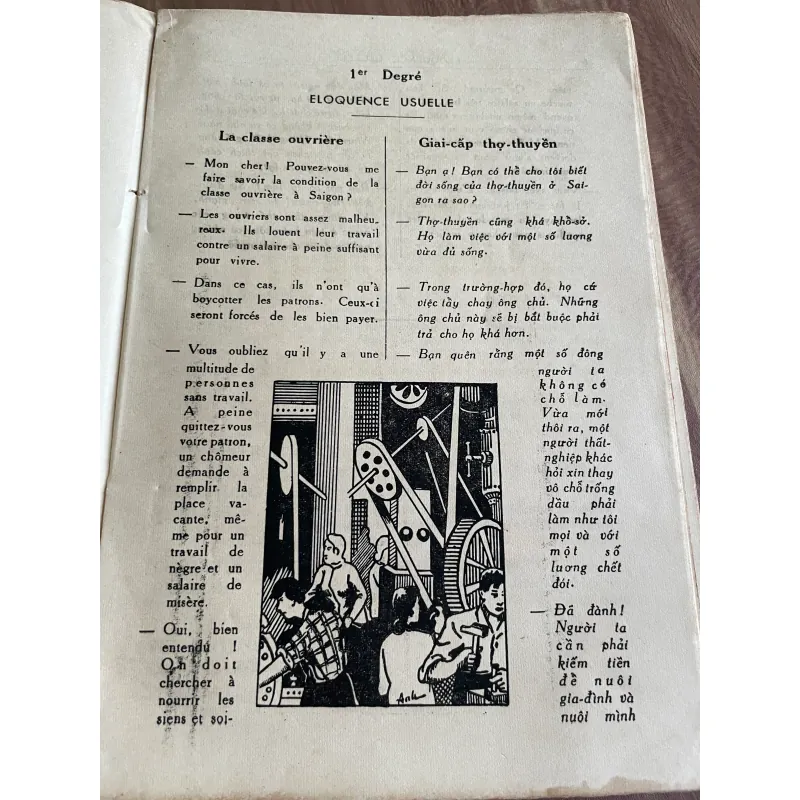 1er Degré
ELOQUENCE USUELLE
La classe ouvrière
— Mon cher! Pouvez-vous me
faire savoir la condition de la
classe ouvrière à Saigon ?
— Les ouvriers sont assez malheu-
reux. Ils louent leur travail
contre un salaire à peine suffisant
pour vivre.
— Dans ce cas, ils n'ont qu'à
boycotter les patrons. Ceux-ci
seront forcés de les bien payer.
— Vous oubliez qu'il y a une
multitude de
personnes
sans travail.
A peine
quittez-vous
votre patron,
un chômeur
demande à
remplir la
place va-
cante, mê-
me pour un
travail de
nègre et un
salaire de
misère.
— Oui, bien
entendu !
On doit
chercher à
nourrir les
siens et soi-
Giai-cấp thợ-thuyền
— Bạn ạ! Bạn có thể cho tôi biết
đời sống của thợ-thuyền ở Sai-
gon ra sao ?
— Thợ-thuyền cũng khá khổ-sở.
Họ làm việc với một số lương
vừa đủ sống.
— Trong trường-hợp đó, họ cứ
việc tẩy chay ông chủ. Những
ông chủ này sẽ bị bắt buộc phải
trả cho họ khá hơn.
— Bạn quên rằng một số đông
người ta
không có
chỗ làm.
Vừa mới
thôi ra, một
người thất-
nghiệp khác
hỏi xin thay
vô chỗ trống
dầu phải
làm như tôi
mọi và với
một số
lương chết
đói.
— Đã đành!
Người ta
cần phải
kiếm tiền
để nuôi
gia-đình và
nuôi mình
Anh